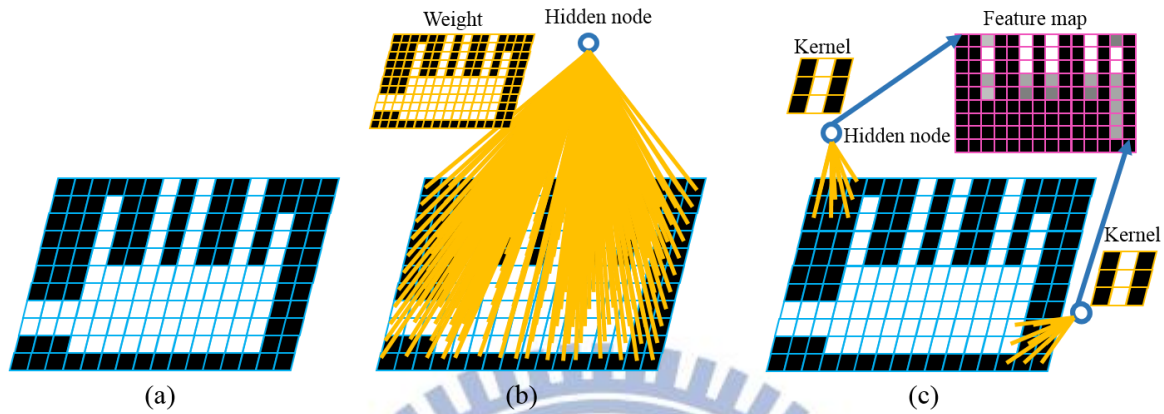 Weight
Hidden node
Kernel
Feature map
Hidden node
Kernel
(a)
(b)
(c)